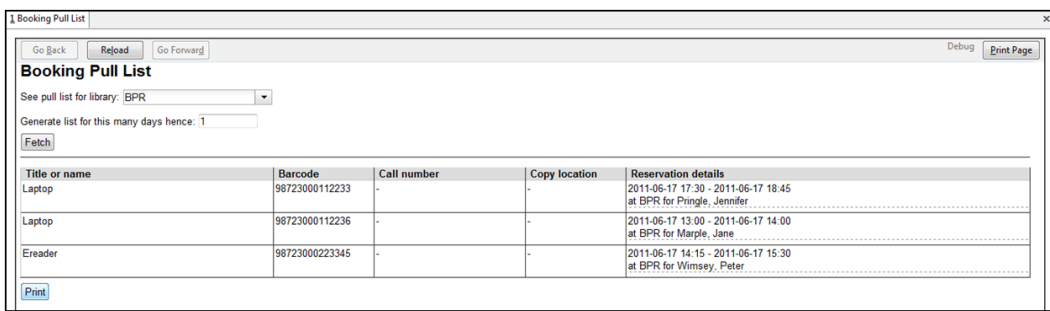 1 Booking Pull List
Go Back Reload Go Forward Debug Print Page
Booking Pull List
See pull list for library: BPR
Generate list for this many days hence: 1
Fetch
Title or name Barcode Call number Copy location Reservation details
Laptop 98723000112233 - - 2011-06-17 17:30 - 2011-06-17 18:45
at BPR for Pringle, Jennifer
Laptop 98723000112236 - - 2011-06-17 13:00 - 2011-06-17 14:00
at BPR for Marple, Jane
Ereader 98723000223345 - - 2011-06-17 14:15 - 2011-06-17 15:30
at BPR for Wimsey, Peter
Print